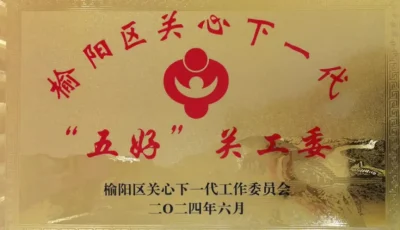 榆阳区关心下一代
“五好”关工委
榆阳区关心下一代工作委员会
二〇二四年六月